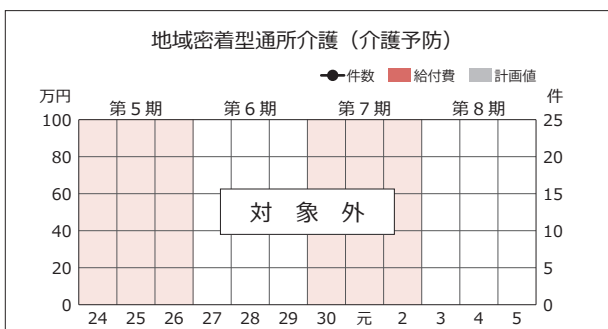 地域密着型通所介護（介護予防）
件数 給付費 計画値
万円 件
第５期 第６期 第７期 第８期
100 25
80 20
60 15
対 象 外
40 10
20 5
0 0
24 25 26 27 28 29 30 元 2 3 4 5